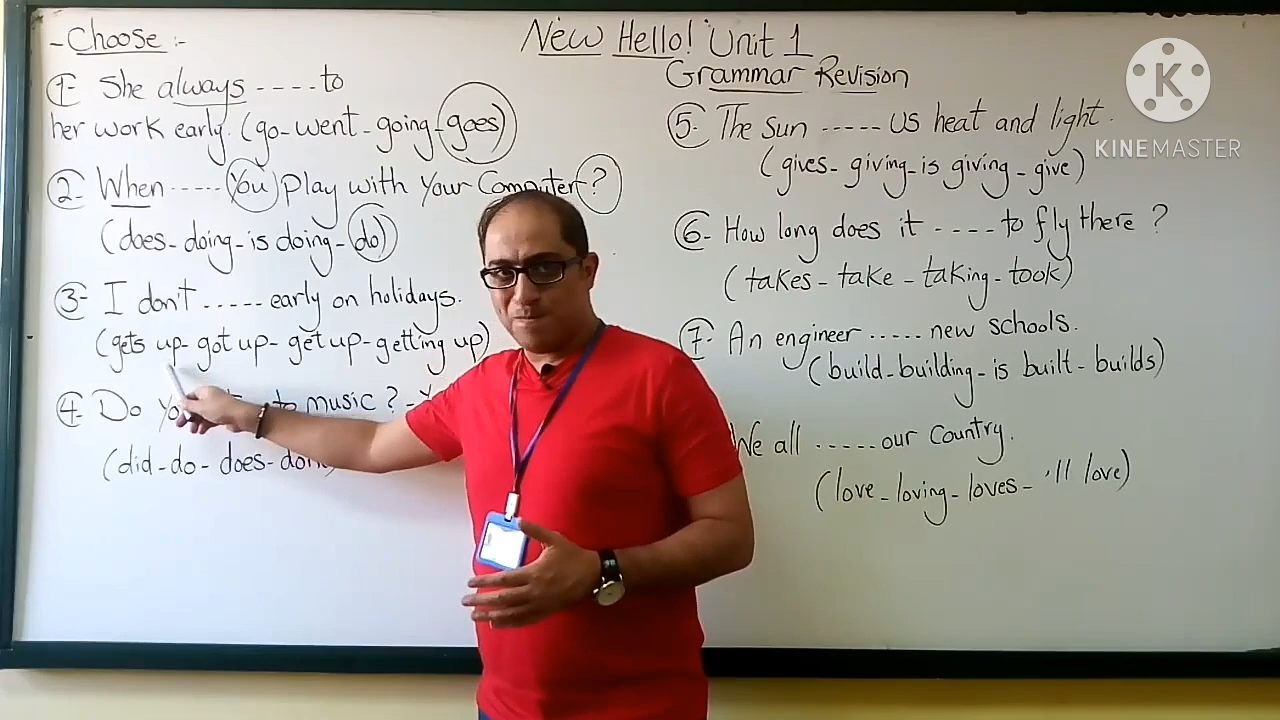 - Choose :-
1- She always ---- to
her work early. (go - went - going - goes)
2- When ----- you play with your Computer ?
(does - doing - is doing - do)
3- I don't ----- early on holidays.
(gets up - got up - get up - getting up)
4- Do to music ? -
(did - do - does -
New Hello! Unit 1
Grammar Revision
5- The sun ----- us heat and light.
(gives - giving - is giving - give)
6- How long does it ---- to fly there ?
(takes - take - taking - took)
7- An engineer ----- new schools.
(build - building - is built - builds)
We all ----- our Country.
(love - loving - loves - 'll love)
K
KINEMASTER